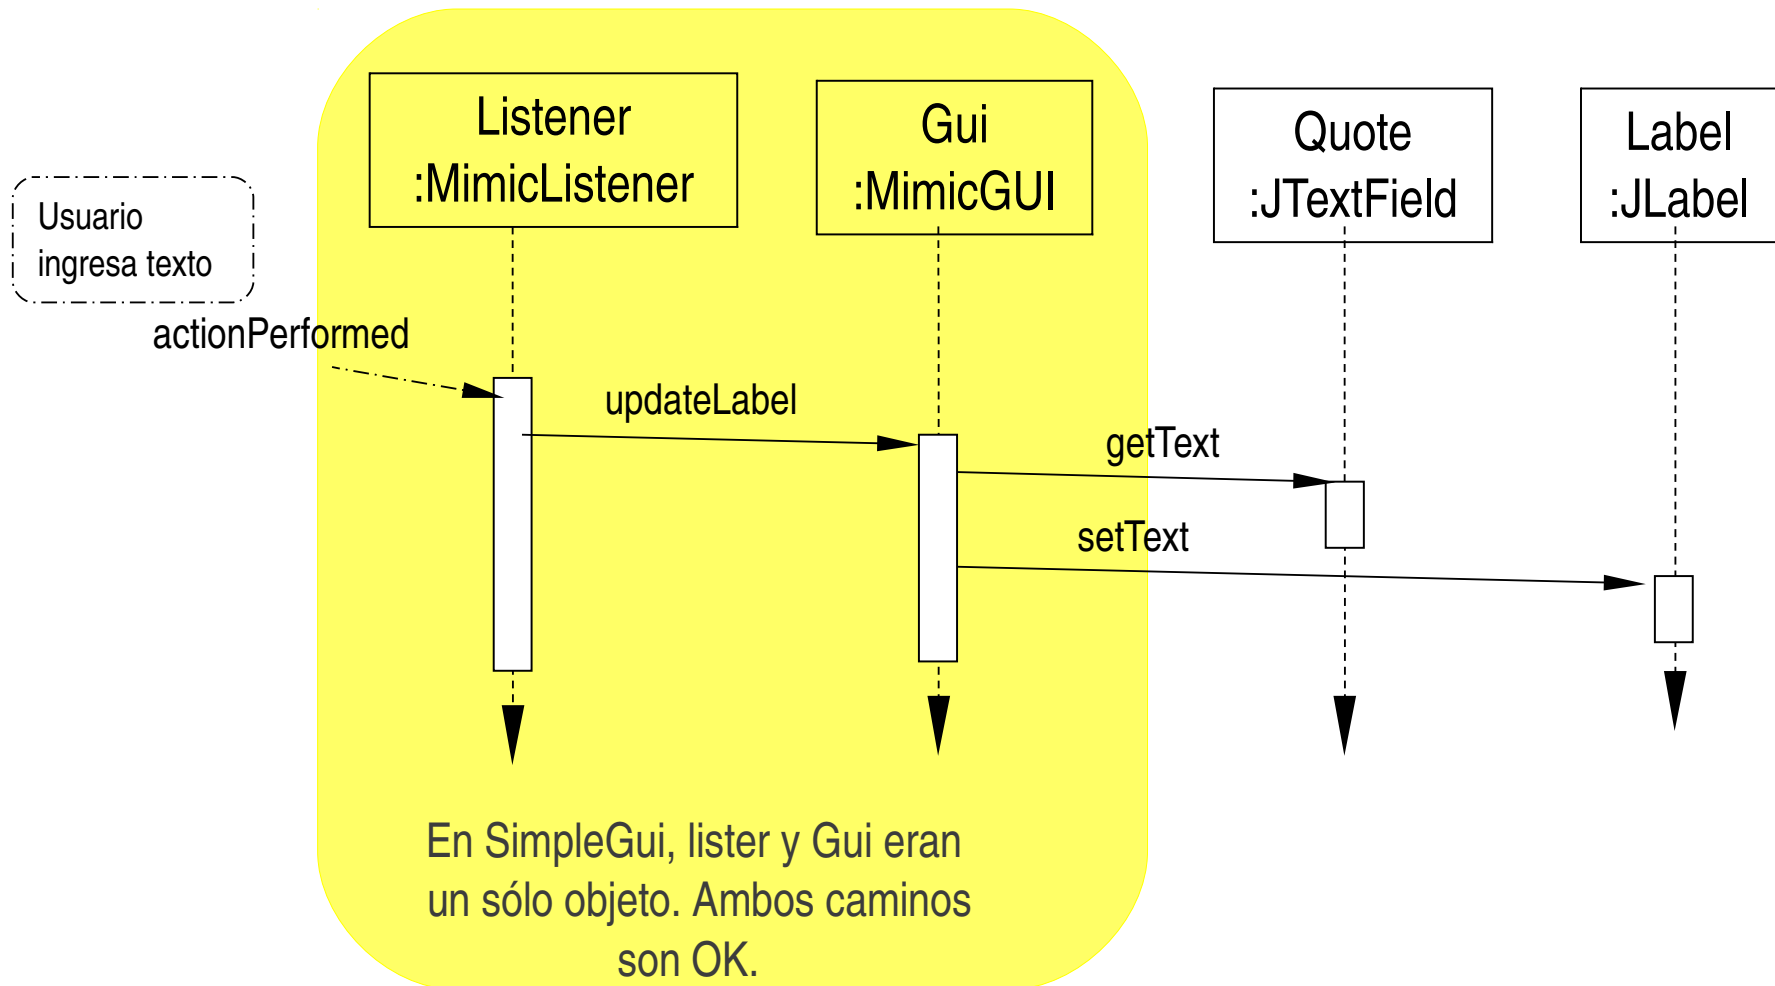 Listener
:MimicListener
Gui
:MimicGUI
Quote
:JTextField
Label
:JLabel
Usuario
ingresa texto
actionPerformed
updateLabel
getText
setText
En SimpleGui, lister y Gui eran
un sólo objeto. Ambos caminos
son OK.